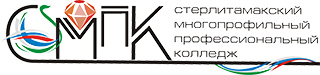 СМПК
стерлитамакский
многопрофильный
профессиональный
колледж